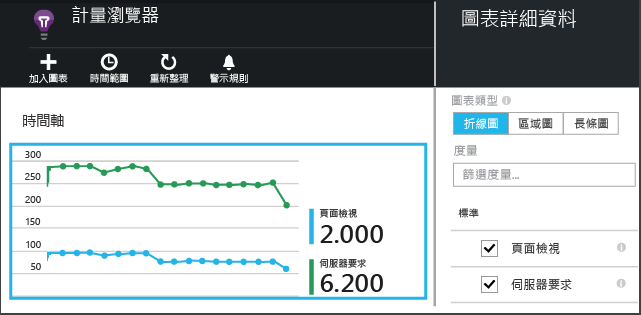 計量瀏覽器
加入圖表 時間範圍 重新整理 警示規則
時間軸
300
250
200
150
100
50
頁面檢視
2.000
伺服器要求
6.200
圖表詳細資料
圖表類型
折線圖 區域圖 長條圖
度量
篩選度量...
標準
頁面檢視
伺服器要求